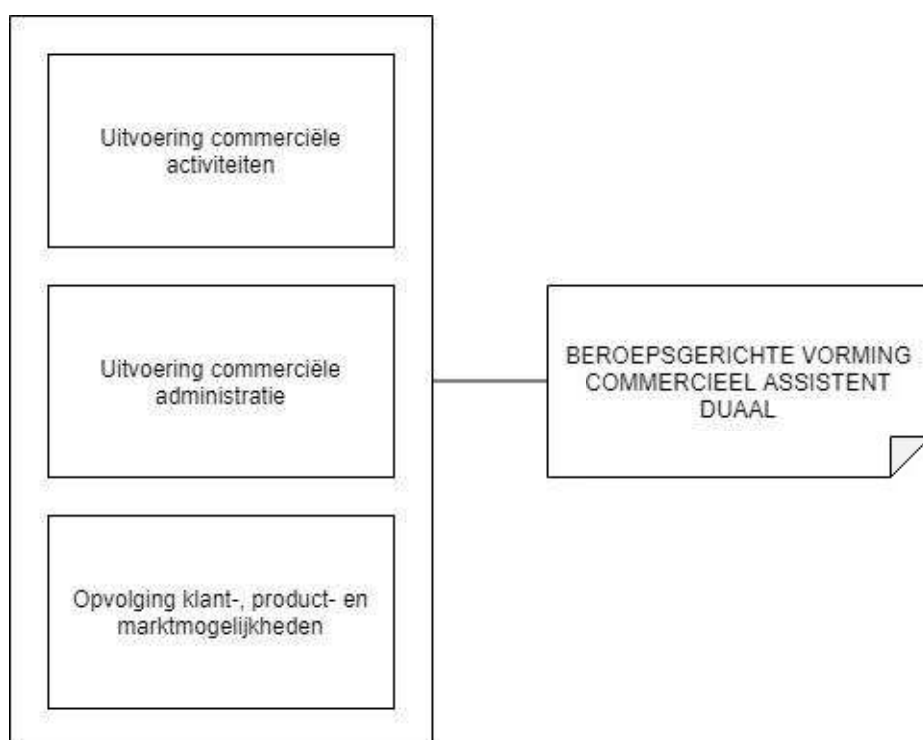 Uitvoering commerciële
activiteiten
Uitvoering commerciële
administratie
BEROEPSGERICHTE VORMING
COMMERCIEEL ASSISTENT
DUAAL
Opvolging klant-, product- en
marktmogelijkheden